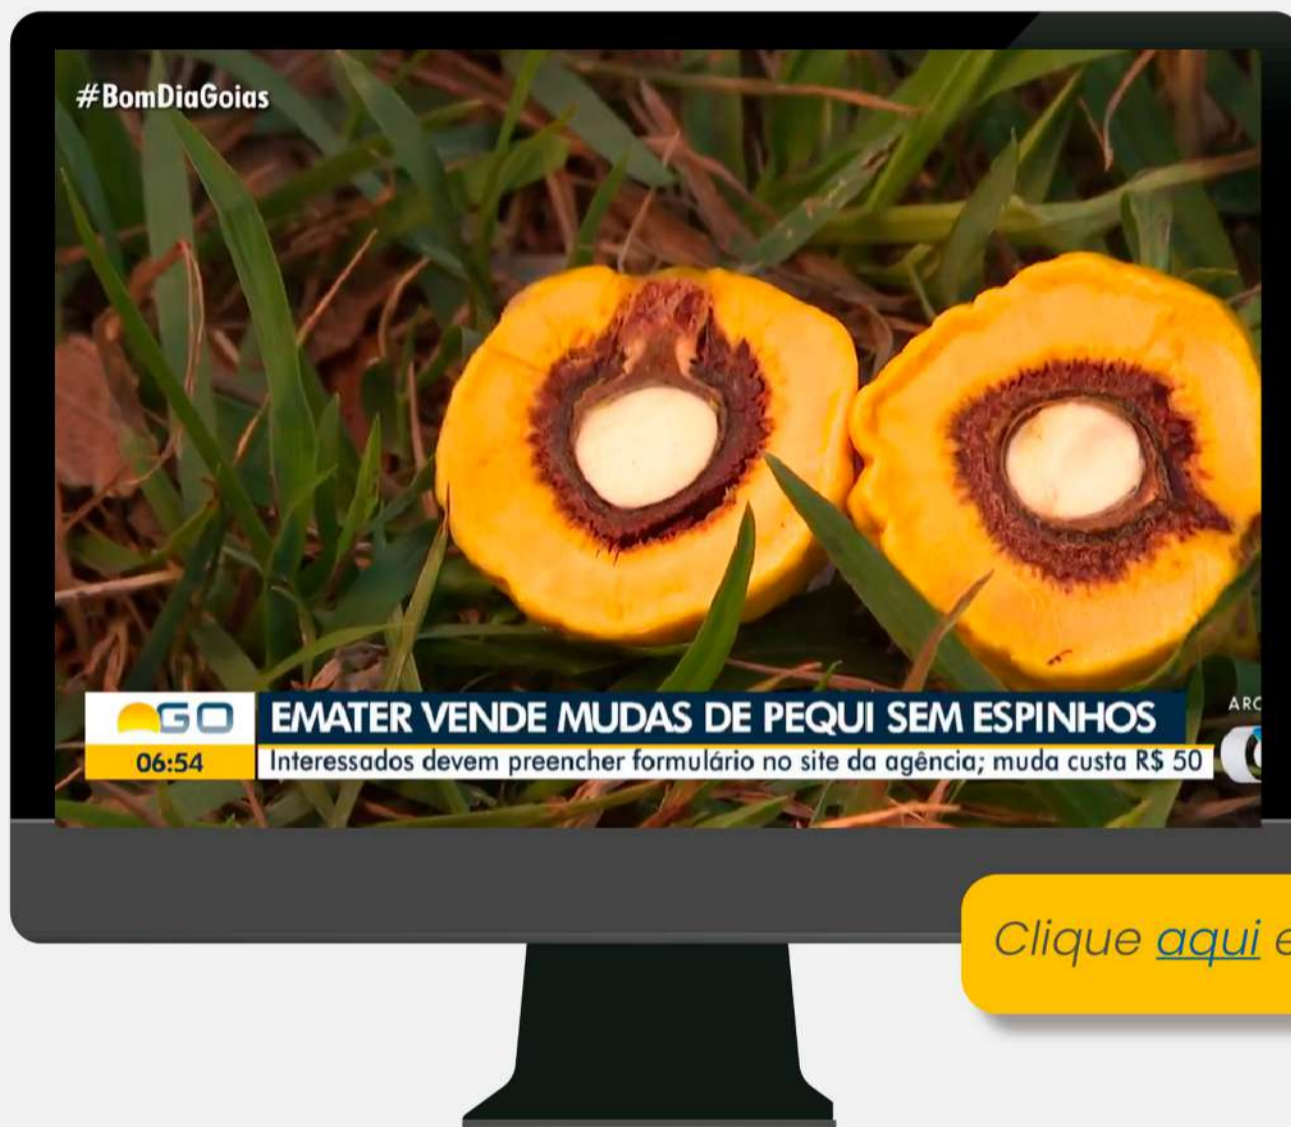 #BomDiaGoias
GO
EMATER VENDE MUDAS DE PEQUI SEM ESPINHOS
06:54
Interessados devem preencher formulário no site da agência; muda custa R$ 50
Clique aqui e